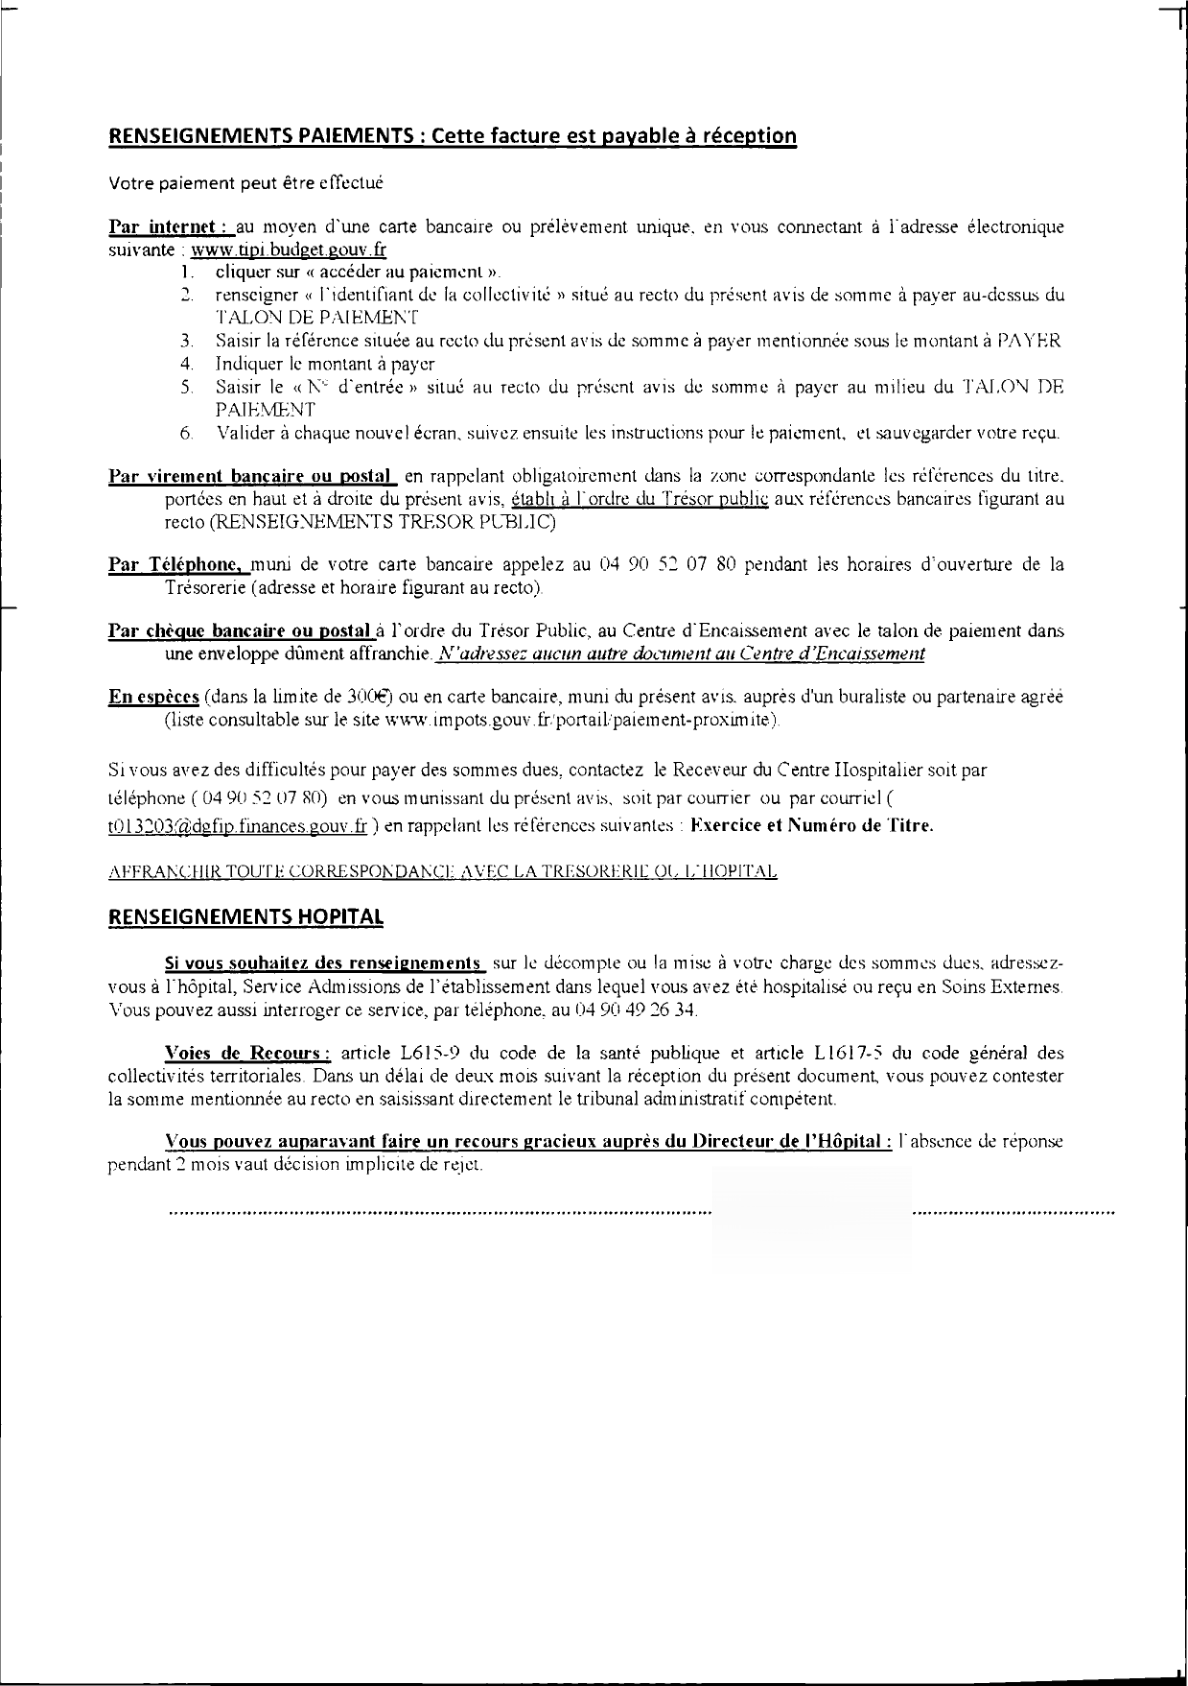 RENSEIGNEMENTS PAIEMENTS : Cette facture est payable à réception
Votre paiement peut être effectué
Par internet : au moyen d'une carte bancaire ou prélèvement unique, en vous connectant à l'adresse électronique
suivante : www.tipi.budget.gouv.fr
1. cliquer sur « accéder au paiement ».
2. renseigner « l'identifiant de la collectivité » situé au recto du présent avis de somme à payer au-dessus du
TALON DE PAIEMENT
3. Saisir la référence située au recto du présent avis de somme à payer mentionnée sous le montant à PAYER
4. Indiquer le montant à payer
5. Saisir le « N° d'entrée » situé au recto du présent avis de somme à payer au milieu du TALON DE
PAIEMENT
6. Valider à chaque nouvel écran, suivez ensuite les instructions pour le paiement, et sauvegarder votre reçu.
Par virement bancaire ou postal en rappelant obligatoirement dans la zone correspondante les références du titre,
portées en haut et à droite du présent avis, établi à l'ordre du Trésor public aux références bancaires figurant au
recto (RENSEIGNEMENTS TRESOR PUBLIC)
Par Téléphone, muni de votre carte bancaire appelez au 04 90 52 07 80 pendant les horaires d'ouverture de la
Trésorerie (adresse et horaire figurant au recto).
Par chèque bancaire ou postal à l'ordre du Trésor Public, au Centre d'Encaissement avec le talon de paiement dans
une enveloppe dûment affranchie. N'adressez aucun autre document au Centre d'Encaissement
En espèces (dans la limite de 300€) ou en carte bancaire, muni du présent avis. auprès d'un buraliste ou partenaire agréé
(liste consultable sur le site www.impots.gouv.fr/portail/paiement-proximite).
Si vous avez des difficultés pour payer des sommes dues, contactez le Receveur du Centre Hospitalier soit par
téléphone ( 04 90 52 07 80) en vous munissant du présent avis, soit par courrier ou par courriel (
t013203@dgfip.finances.gouv.fr ) en rappelant les références suivantes : Exercice et Numéro de Titre.
AFFRANCHIR TOUTE CORRESPONDANCE AVEC LA TRESORERIE OU L'HOPITAL
RENSEIGNEMENTS HOPITAL
Si vous souhaitez des renseignements sur le décompte ou la mise à votre charge des sommes dues, adressez-
vous à l'hôpital, Service Admissions de l'établissement dans lequel vous avez été hospitalisé ou reçu en Soins Externes.
Vous pouvez aussi interroger ce service, par téléphone, au 04 90 49 26 34.
Voies de Recours : article L615-9 du code de la santé publique et article L1617-5 du code général des
collectivités territoriales. Dans un délai de deux mois suivant la réception du présent document, vous pouvez contester
la somme mentionnée au recto en saisissant directement le tribunal administratif compétent.
Vous pouvez auparavant faire un recours gracieux auprès du Directeur de l'Hôpital : l'absence de réponse
pendant 2 mois vaut décision implicite de rejet.